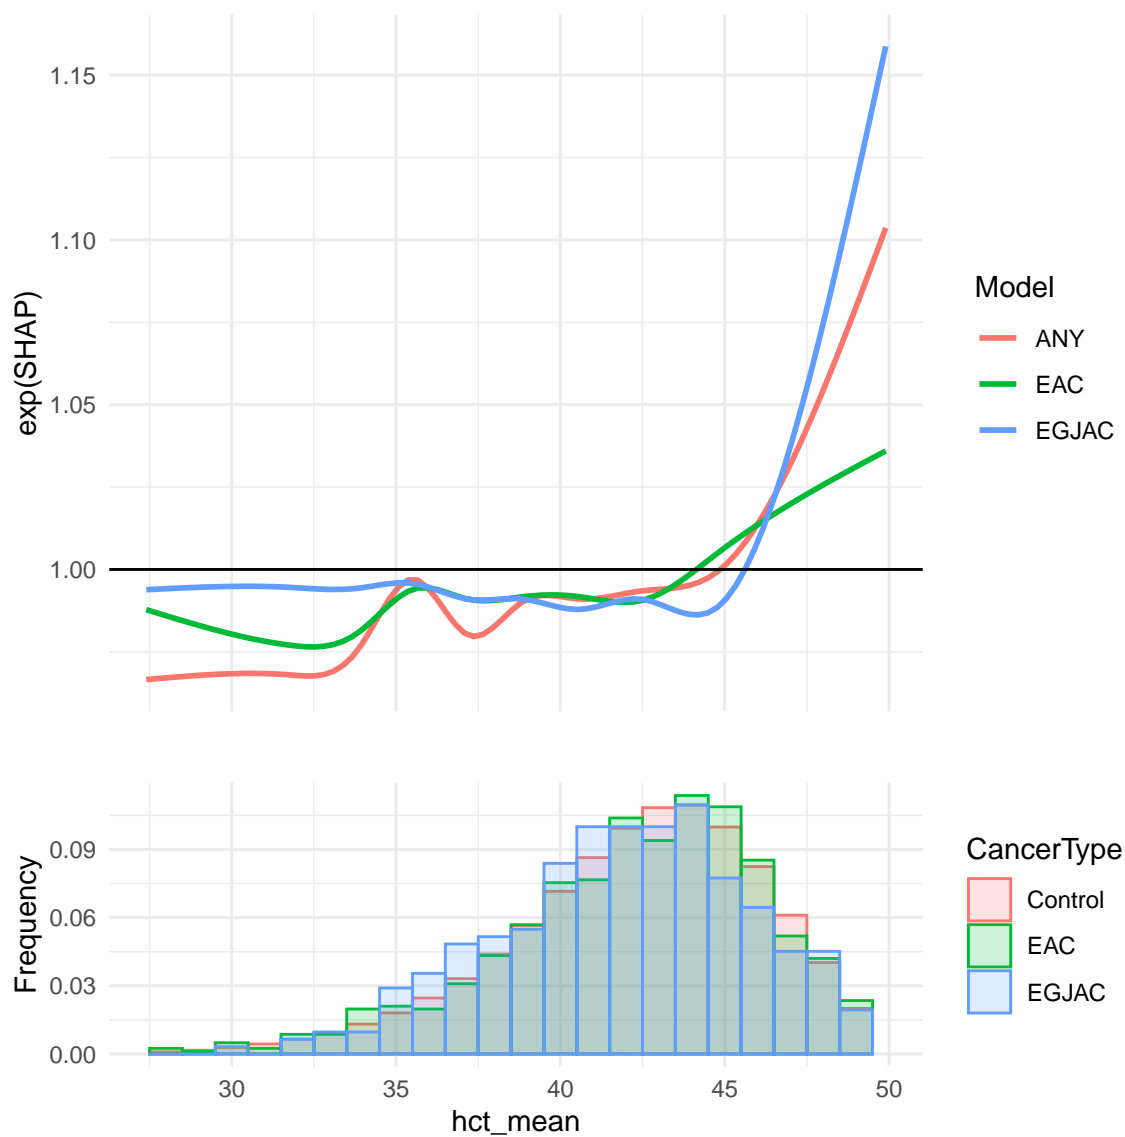 1.15
1.10
1.05
1.00
exp(SHAP)
Model
ANY
EAC
EGJAC
0.09
0.06
0.03
0.00
Frequency
30
35
40
45
50
hct_mean
CancerType
Control
EAC
EGJAC